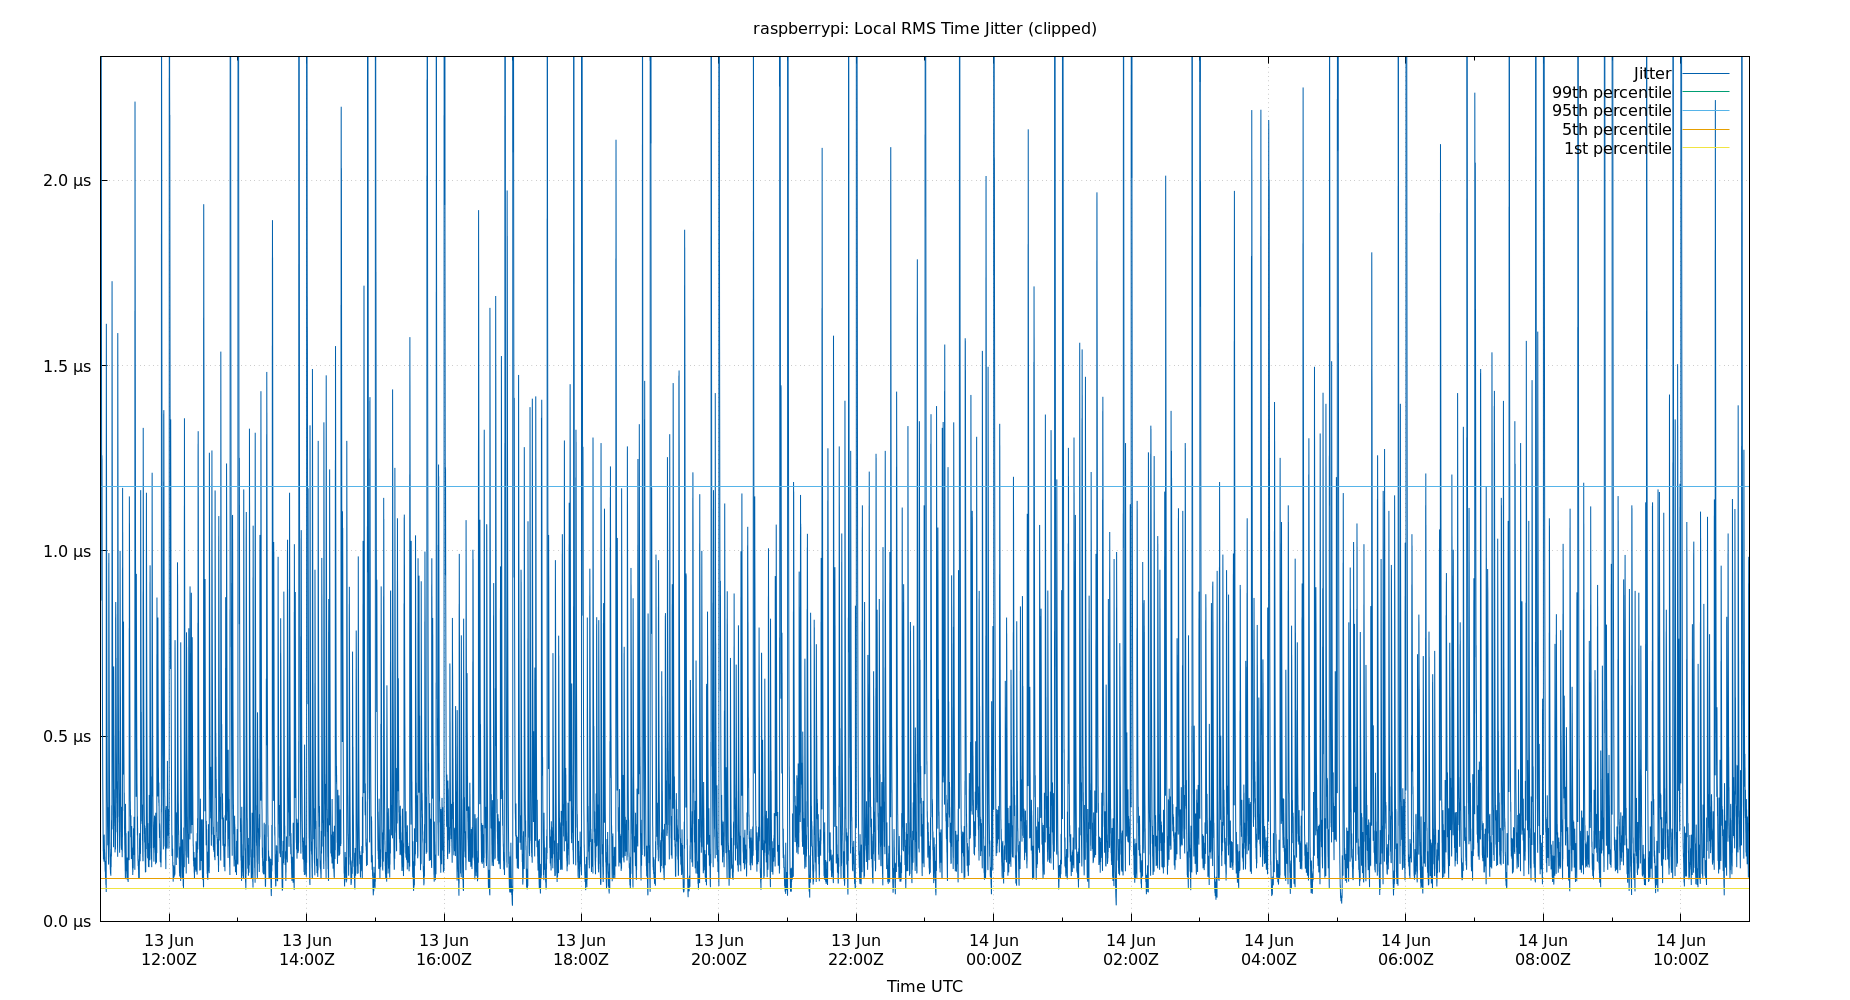 raspberrypi: Local RMS Time Jitter (clipped)
Jitter
99th percentile
95th percentile
5th percentile
1st percentile
2.0 µs
1.5 µs
1.0 µs
0.5 µs
0.0 µs
13 Jun 13 Jun 13 Jun 13 Jun 13 Jun 13 Jun 14 Jun 14 Jun 14 Jun 14 Jun 14 Jun 14 Jun
12:00Z 14:00Z 16:00Z 18:00Z 20:00Z 22:00Z 00:00Z 02:00Z 04:00Z 06:00Z 08:00Z 10:00Z
Time UTC